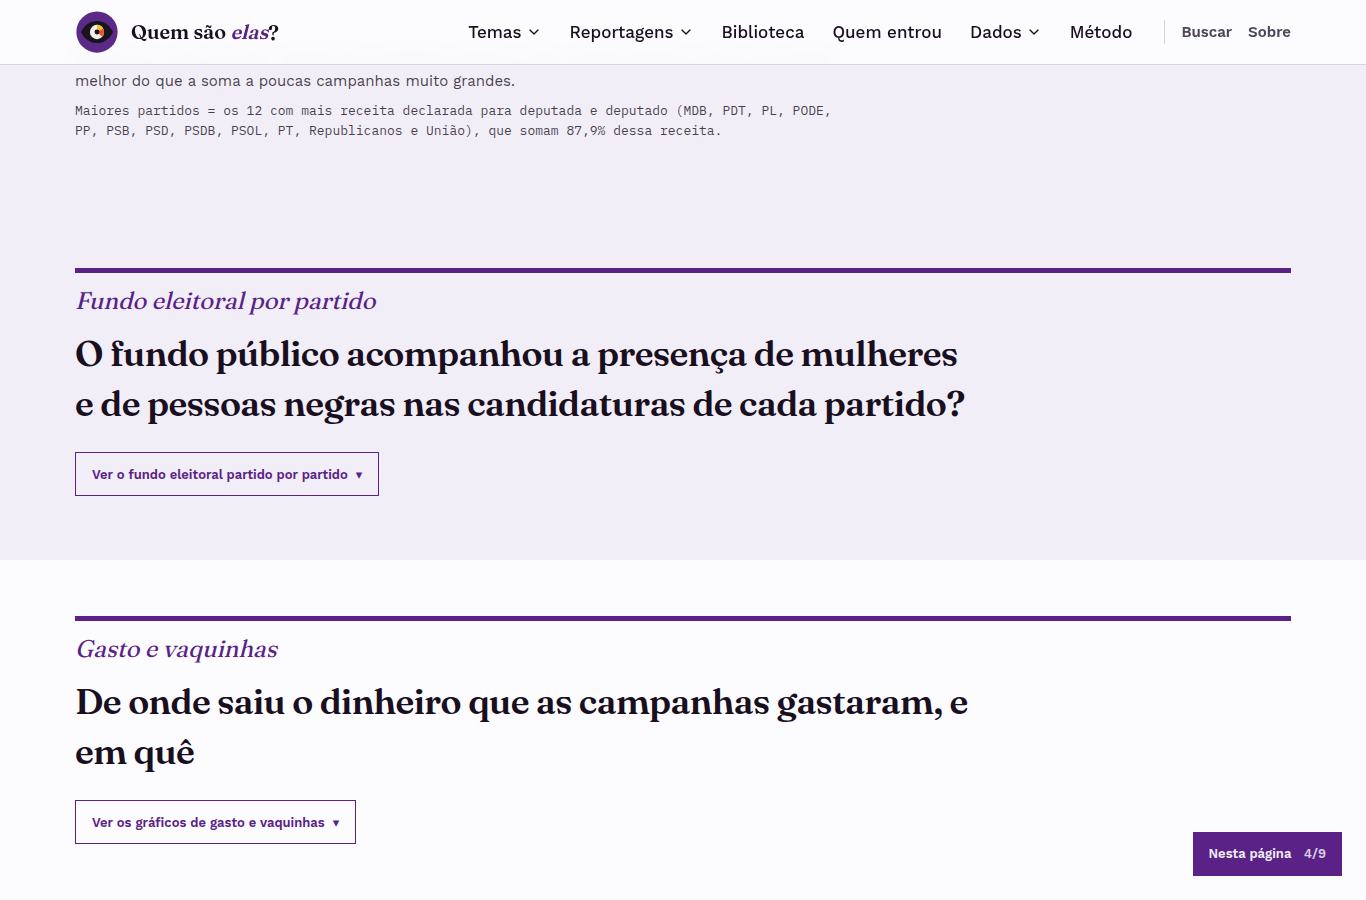 Quem são elas?
Temas
Reportagens
Biblioteca
Quem entrou
Dados
Método
Buscar
Sobre
melhor do que a soma a poucas campanhas muito grandes.
Maiores partidos = os 12 com mais receita declarada para deputada e deputado (MDB, PDT, PL, PODE,
PP, PSB, PSD, PSDB, PSOL, PT, Republicanos e União), que somam 87,9% dessa receita.
Fundo eleitoral por partido
O fundo público acompanhou a presença de mulheres
e de pessoas negras nas candidaturas de cada partido?
Ver o fundo eleitoral partido por partido ▾
Gasto e vaquinhas
De onde saiu o dinheiro que as campanhas gastaram, e
em quê
Ver os gráficos de gasto e vaquinhas ▾
Nesta página 4/9